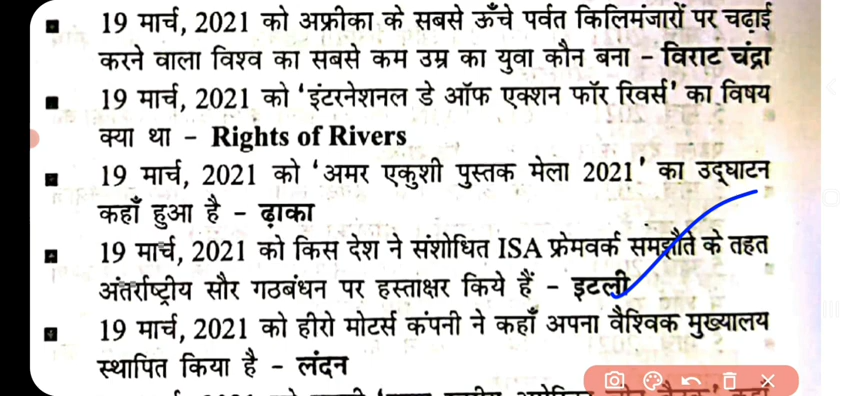 19 मार्च, 2021 को अफ्रीका के सबसे ऊँचे पर्वत किलिमंजारों पर चढ़ाई
करने वाला विश्व का सबसे कम उम्र का युवा कौन बना – विराट चंद्रा
19 मार्च, 2021 को ‘इंटरनेशनल डे ऑफ एक्शन फॉर रिवर्स’ का विषय
क्या था – Rights of Rivers
19 मार्च, 2021 को ‘अमर एकुशी पुस्तक मेला 2021’ का उद्घाटन
कहाँ हुआ है – ढ़ाका
19 मार्च, 2021 को किस देश ने संशोधित ISA फ्रेमवर्क समझौते के तहत
अंतर्राष्ट्रीय सौर गठबंधन पर हस्ताक्षर किये हैं – इटली
19 मार्च, 2021 को हीरो मोटर्स कंपनी ने कहाँ अपना वैश्विक मुख्यालय
स्थापित किया है – लंदन